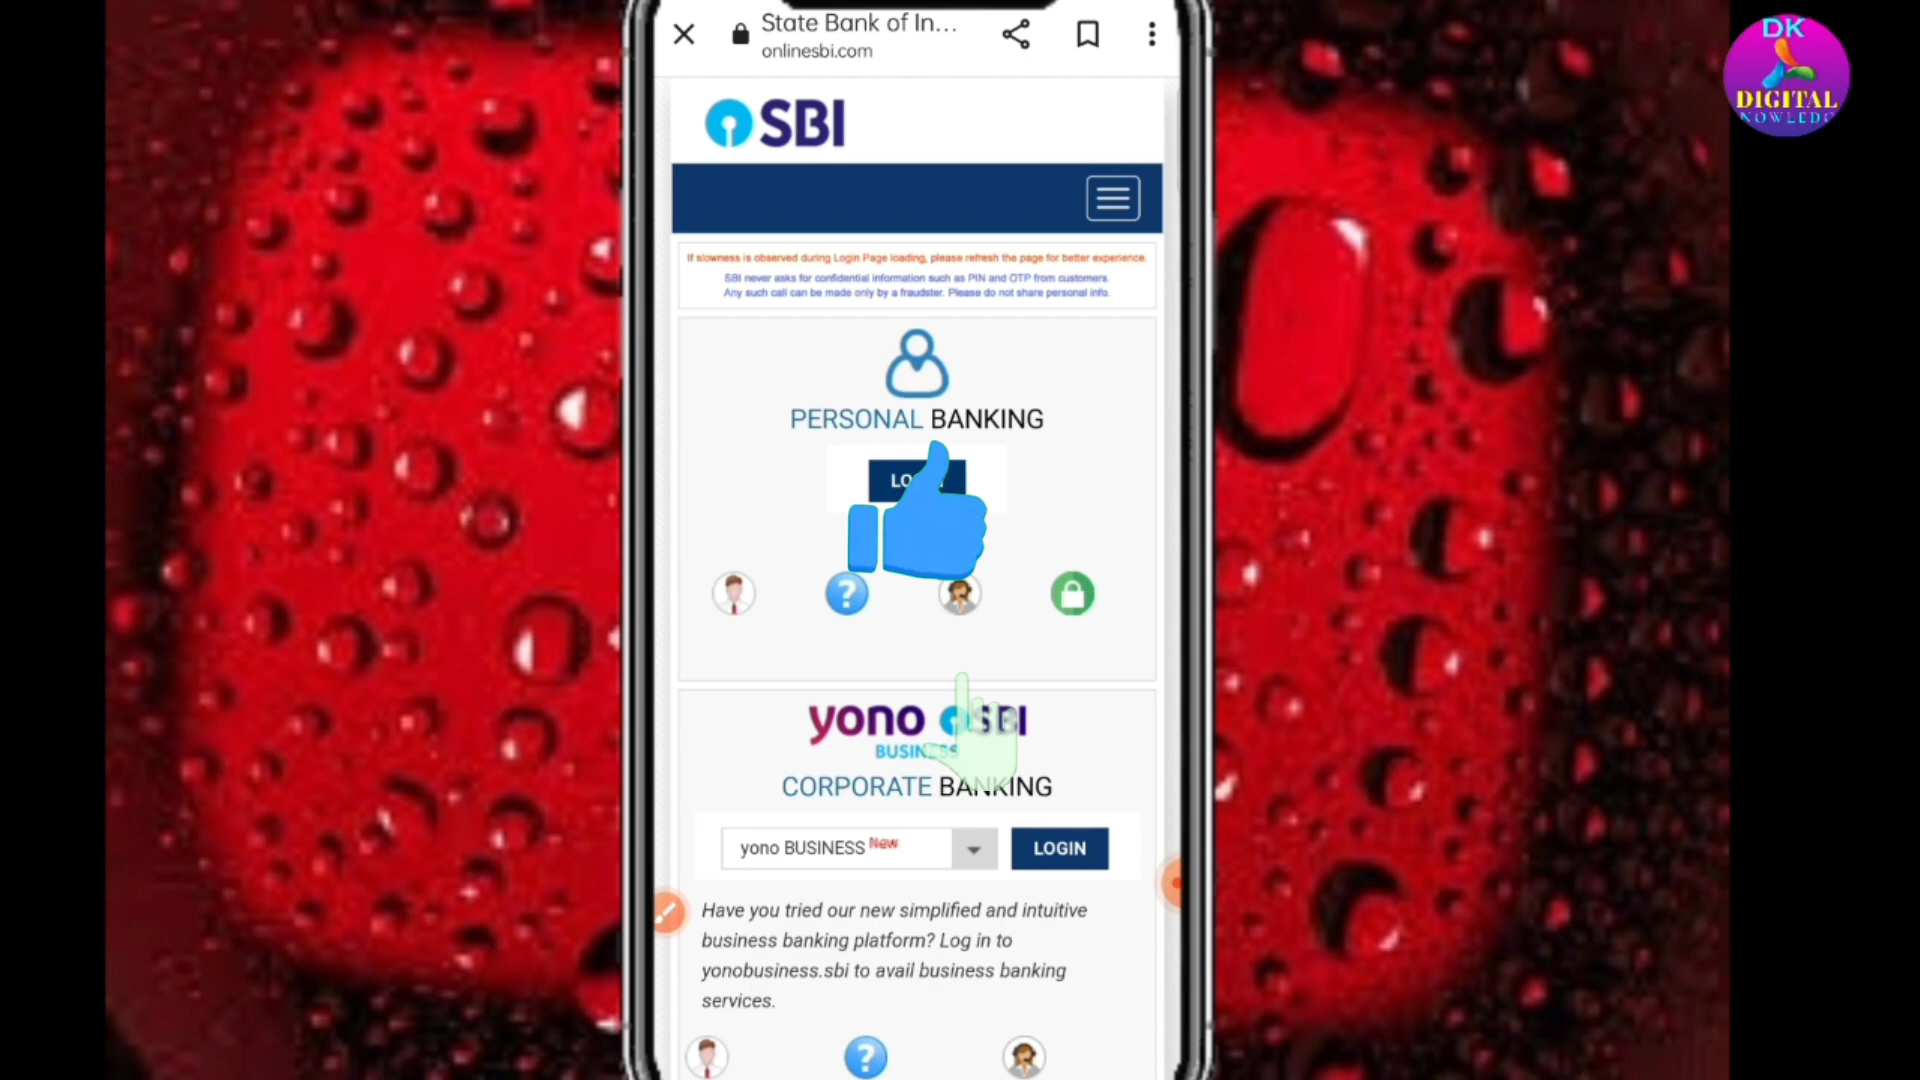 State Bank of In...
onlinesbi.com
SBI
If slowness is observed during Login Page loading, please refresh the page for better experience.
SBI never asks for confidential information such as PIN and OTP from customers.
Any such call can be made only by a fraudster. Please do not share personal info.
PERSONAL BANKING
yono SBI
BUSINESS
CORPORATE BANKING
yono BUSINESS New
LOGIN
Have you tried our new simplified and intuitive
business banking platform? Log in to
yonobusiness.sbi to avail business banking
services.
DK
DIGITAL